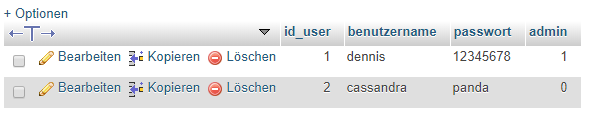 + Optionen
←T→ id_user benutzername passwort admin
Bearbeiten Kopieren Löschen 1 dennis 12345678 1
Bearbeiten Kopieren Löschen 2 cassandra panda 0